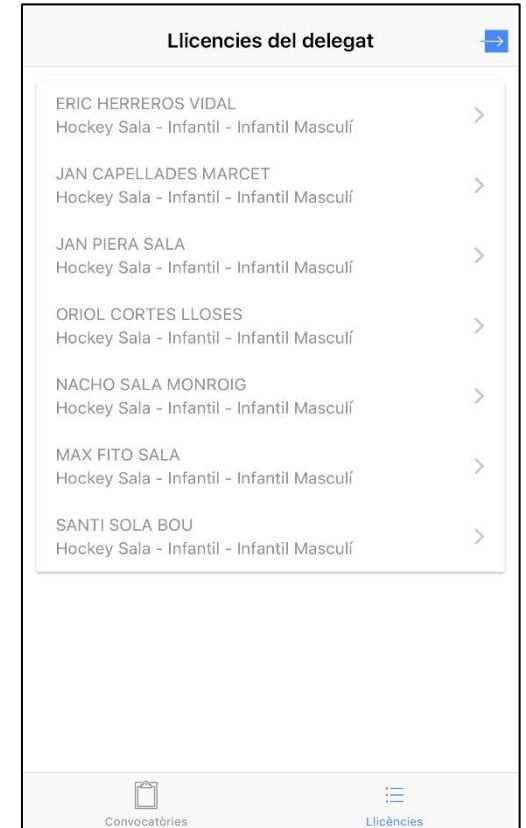 Llicencies del delegat
ERIC HERREROS VIDAL
Hockey Sala - Infantil - Infantil Masculí
JAN CAPELLADES MARCET
Hockey Sala - Infantil - Infantil Masculí
JAN PIERA SALA
Hockey Sala - Infantil - Infantil Masculí
ORIOL CORTES LLOSES
Hockey Sala - Infantil - Infantil Masculí
NACHO SALA MONROIG
Hockey Sala - Infantil - Infantil Masculí
MAX FITO SALA
Hockey Sala - Infantil - Infantil Masculí
SANTI SOLA BOU
Hockey Sala - Infantil - Infantil Masculí
Convocatòries
Llicències